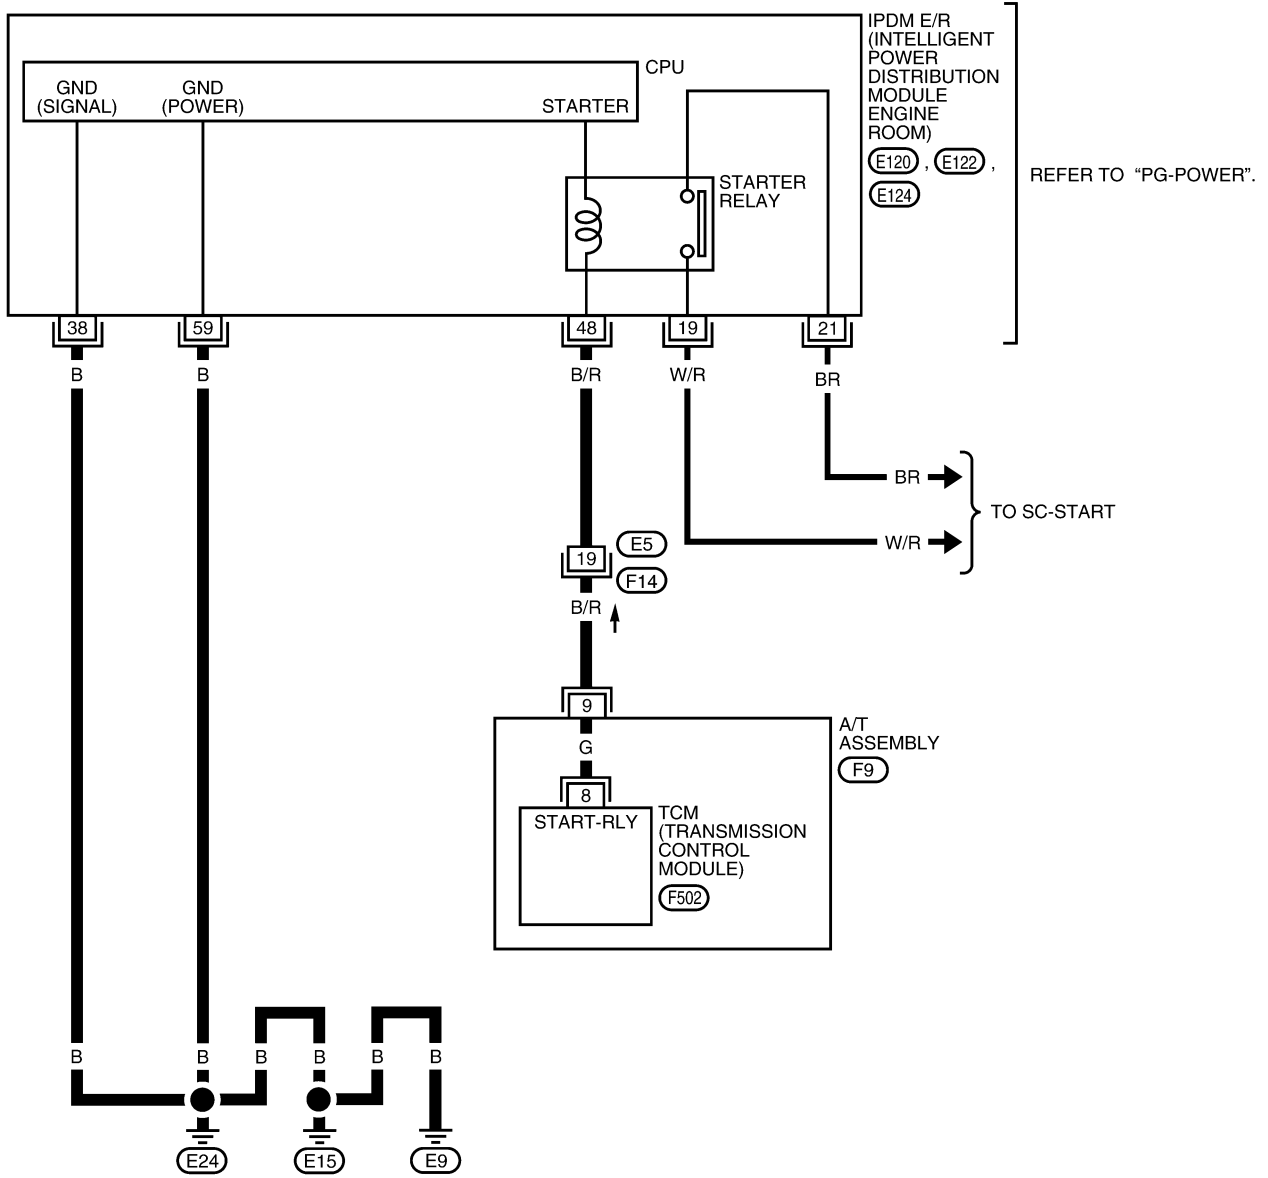 IPDM E/R
(INTELLIGENT
POWER
DISTRIBUTION
MODULE
ENGINE
ROOM)
E120 , E122 ,
E124
REFER TO “PG-POWER”.
CPU
GND
(SIGNAL)
GND
(POWER)
STARTER
STARTER
RELAY
38 59 48 19 21
B B B/R W/R BR
BR
TO SC-START
W/R
19
E5
F14
B/R
9
A/T
ASSEMBLY
F9
G
8
START-RLY
TCM
(TRANSMISSION
CONTROL
MODULE)
F502
B B B B B B
E24 E15 E9